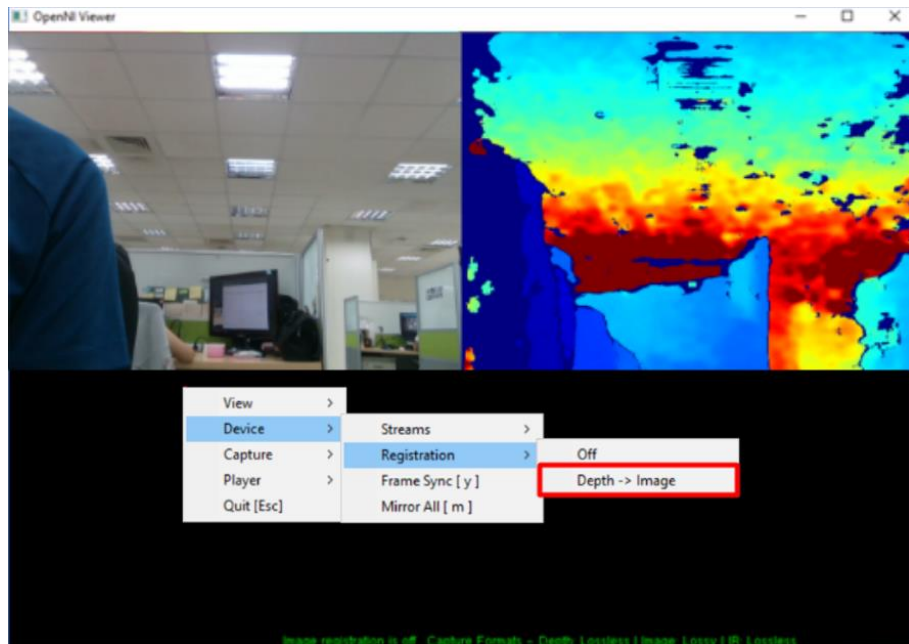 OpenNI Viewer
View >
Device >
Capture >
Player >
Quit [Esc]
Streams >
Registration >
Frame Sync [ y ]
Mirror All [ m ]
Off
Depth -> Image
Image registration is off. Capture Formats - Depth: Lossless | Image: Lossy | IR: Lossless